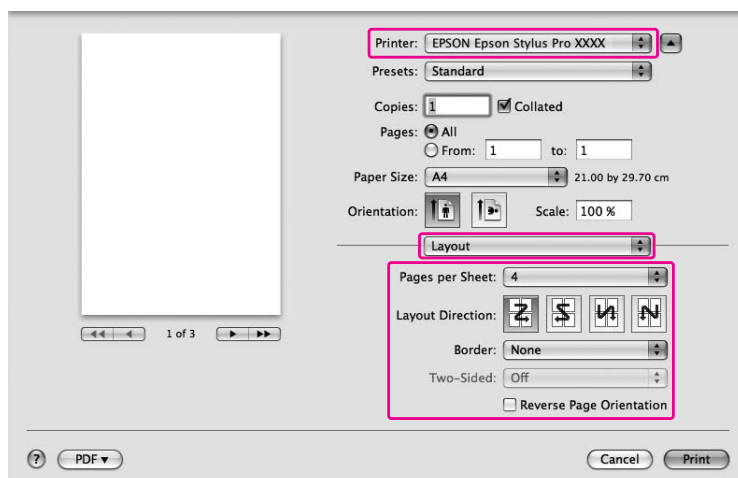 Printer: EPSON Epson Stylus Pro XXXX
Presets: Standard
Copies: 1 Collated
Pages: All
From: 1 to: 1
Paper Size: A4 21.00 by 29.70 cm
Orientation: Scale: 100 %
Layout
Pages per Sheet: 4
Layout Direction:
Border: None
Two-Sided: Off
Reverse Page Orientation
1 of 3
? PDF Cancel Print